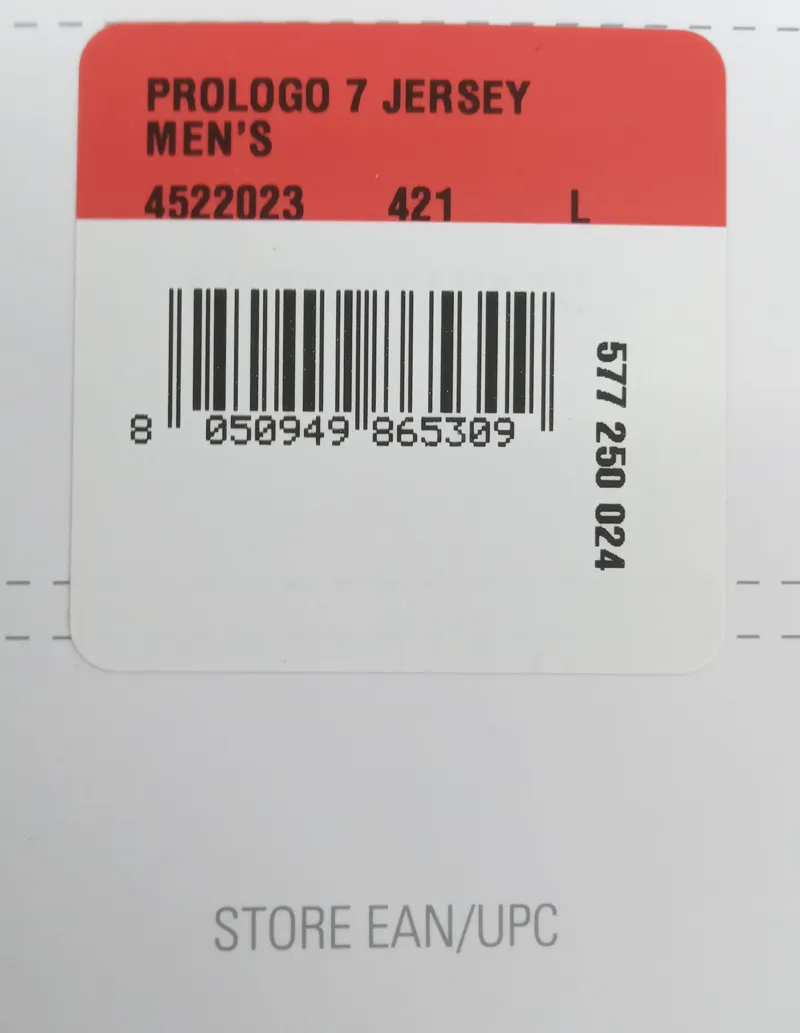 PROLOGO 7 JERSEY
MEN'S
4522023 421 L
8 050949 865309
577 250 024
STORE EAN/UPC